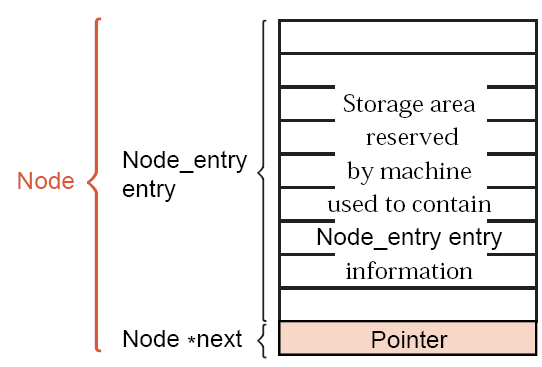 Node
Node_entry
entry
Storage area
reserved
by machine
used to contain
Node_entry entry
information
Node *next
Pointer